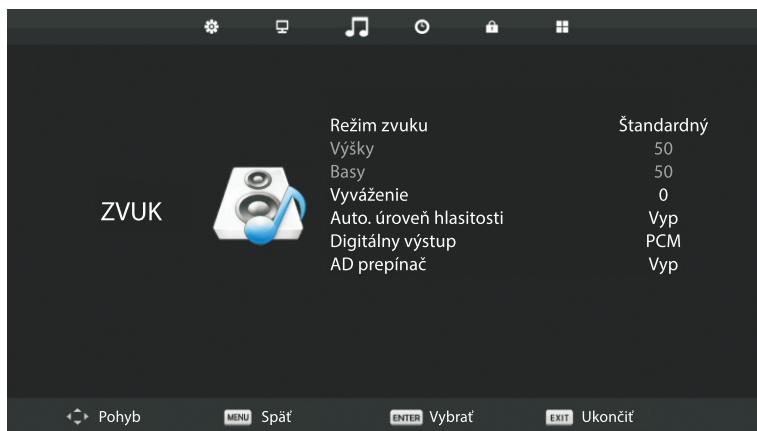 ZVUK
Režim zvuku Štandardný
Výšky 50
Basy 50
Vyváženie 0
Auto. úroveň hlasitosti Vyp
Digitálny výstup PCM
AD prepínač Vyp
Pohyb MENU Späť ENTER Vybrať EXIT Ukončiť